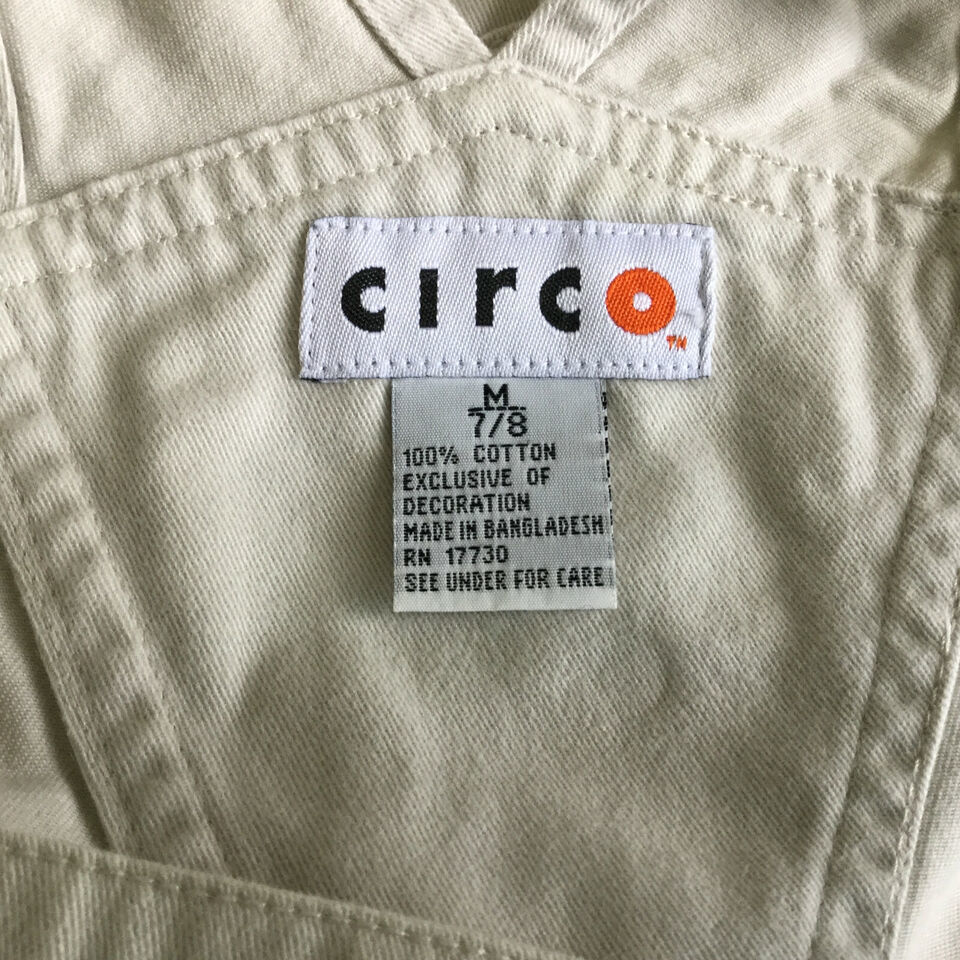 circo
TM
M
7/8
100% COTTON
EXCLUSIVE OF
DECORATION
MADE IN BANGLADESH
RN 17730
SEE UNDER FOR CARE